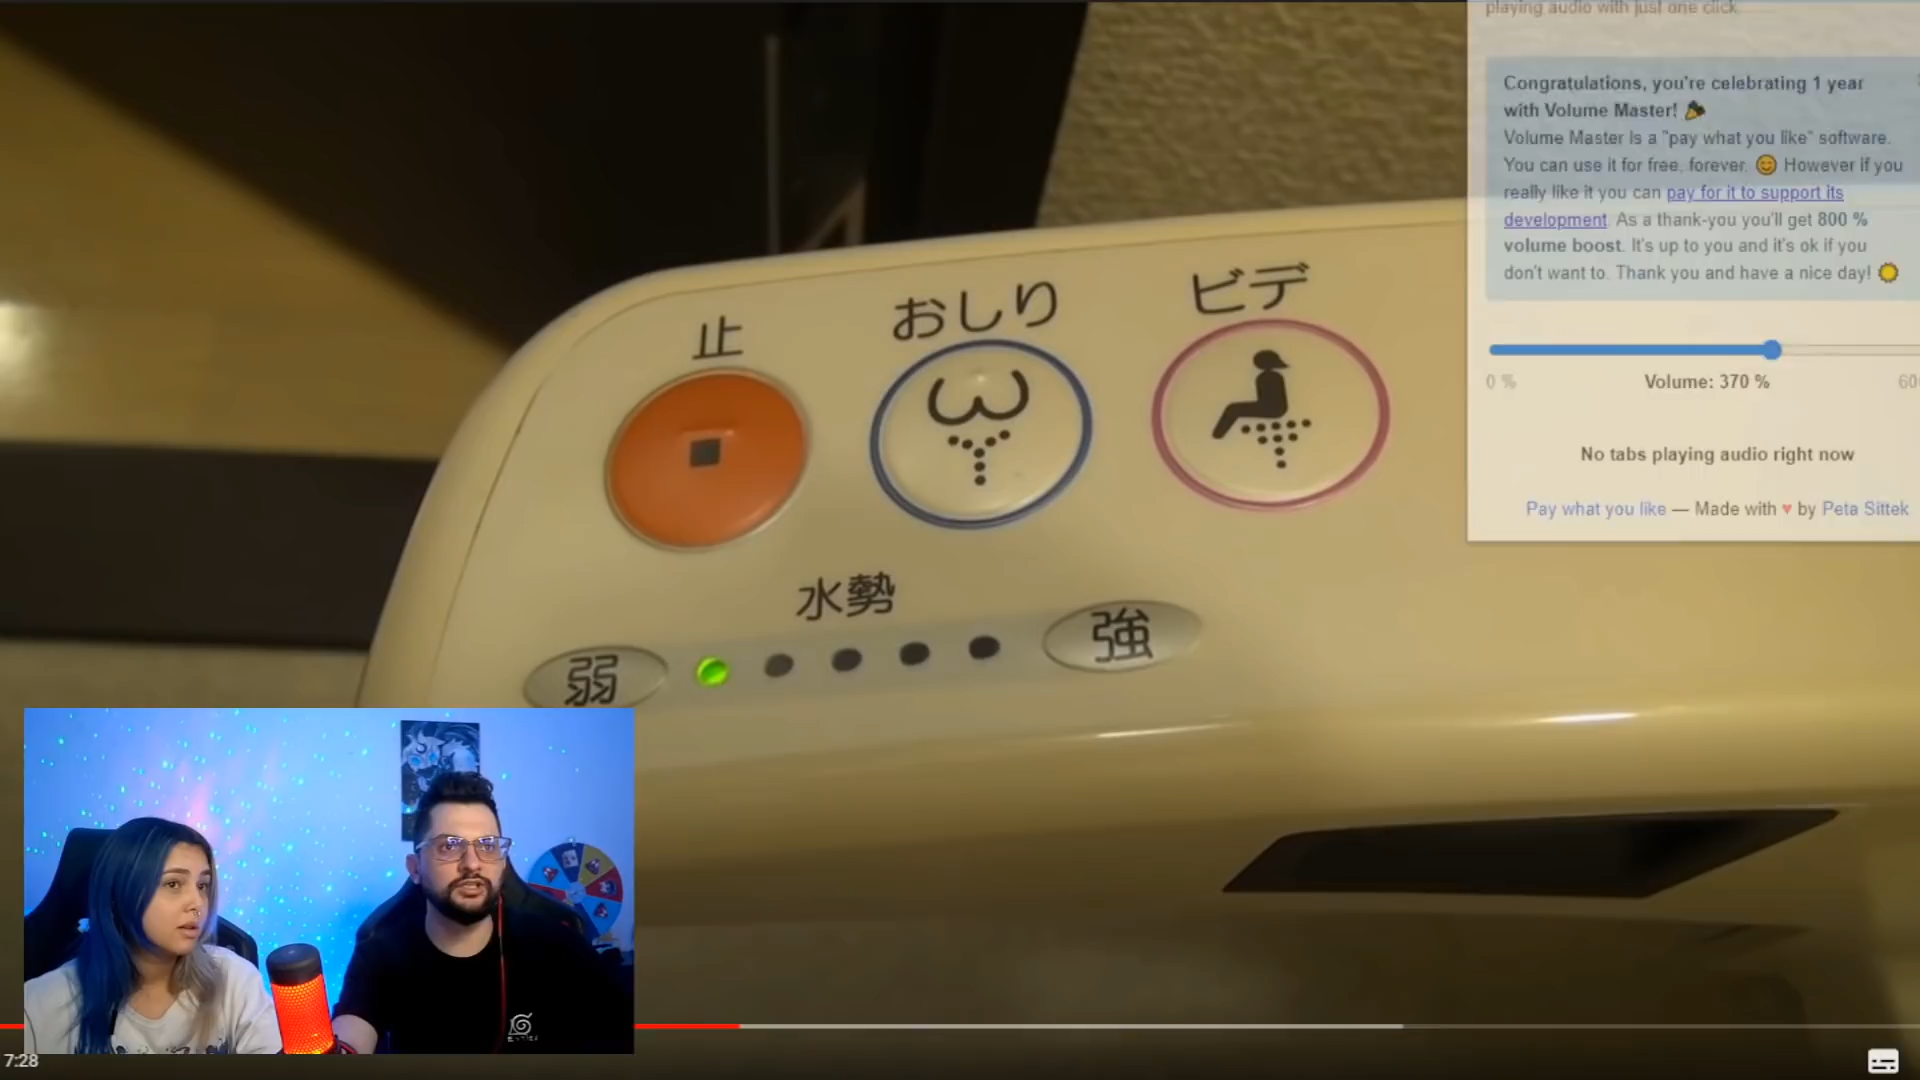 playing audio with just one click
Congratulations, you're celebrating 1 year
with Volume Master! 🎉
Volume Master is a "pay what you like" software.
You can use it for free, forever. 😊 However if you
really like it you can pay for it to support its
development. As a thank-you you'll get 800 %
volume boost. It's up to you and it's ok if you
don't want to. Thank you and have a nice day! 🌞
0 %
Volume: 370 %
No tabs playing audio right now
Pay what you like — Made with ♥ by Peta Sittek
止
おしり
ビデ
水勢
弱
強
7:28